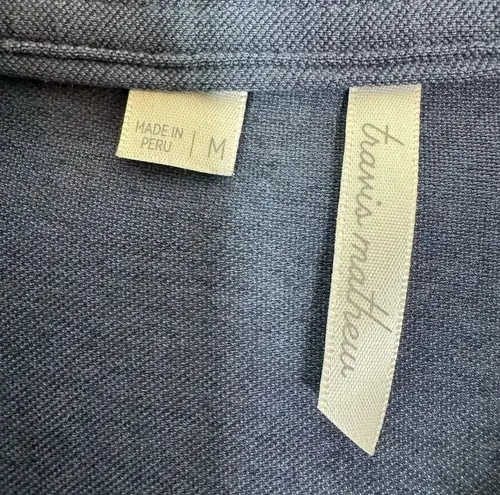 MADE IN
PERU | M
travis mathew